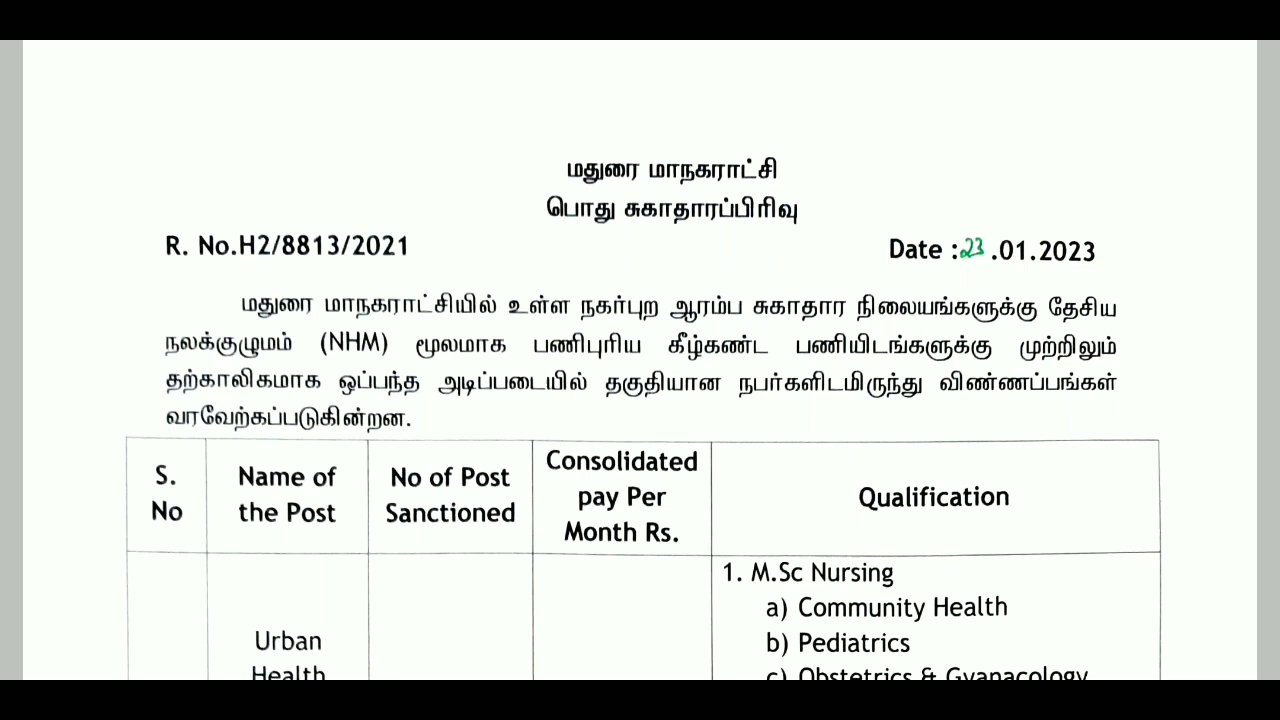 மதுரை மாநகராட்சி
பொது சுகாதாரப்பிரிவு
R. No.H2/8813/2021 Date :23.01.2023
மதுரை மாநகராட்சியில் உள்ள நகர்புற ஆரம்ப சுகாதார நிலையங்களுக்கு தேசிய
நலக்குழுமம் (NHM) மூலமாக பணிபுரிய கீழ்கண்ட பணியிடங்களுக்கு முற்றிலும்
தற்காலிகமாக ஒப்பந்த அடிப்படையில் தகுதியான நபர்களிடமிருந்து விண்ணப்பங்கள்
வரவேற்கப்படுகின்றன.
S. No
Name of the Post
No of Post Sanctioned
Consolidated pay Per Month Rs.
Qualification
Urban
Health
1. M.Sc Nursing
a) Community Health
b) Pediatrics
c) Obstetrics & Gyanacology